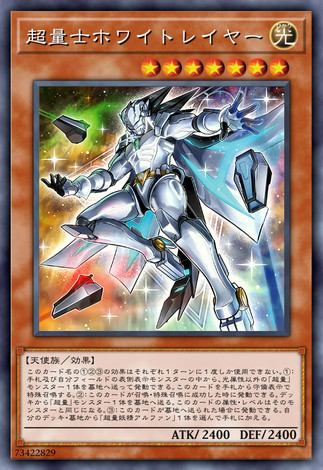 超量士ホワイトレイヤー
光
【天使族／効果】
このカード名の①②③の効果はそれぞれ１ターンに１度しか使用できない。①：
手札及び自分フィールドの表側表示モンスターの中から、光属性以外の「超量」
モンスター１体を墓地へ送って発動できる。このカードを手札から守備表示で
特殊召喚する。②：このカードが召喚・特殊召喚に成功した時に発動できる。デッ
キから「超量」モンスター１体を墓地へ送る。このカードの属性・レベルはそのモン
スターと同じになる。③：このカードが墓地へ送られた場合に発動できる。自
分のデッキ・墓地から「超量妖精アルファン」１体を選んで手札に加える。
ATK/ 2400 DEF/ 2400
73422829